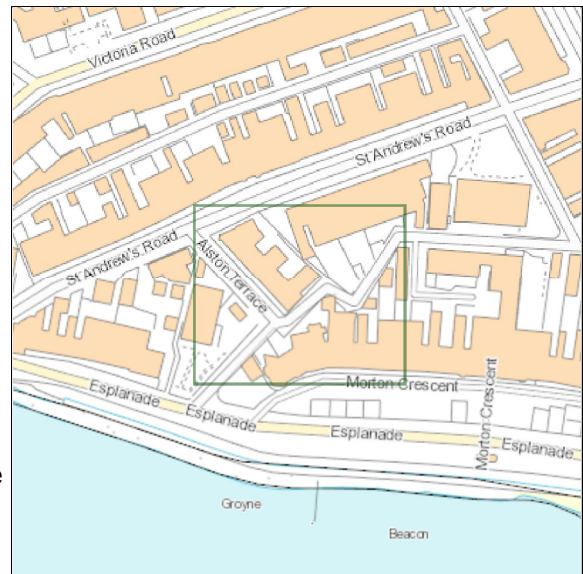 Victoria Road
St Andrew's Road
St Andrew's Road
Alston Terrace
Morton Crescent
Esplanade
Esplanade
Esplanade
Morton Crescent
Esplanade
e
Groyne
Beacon